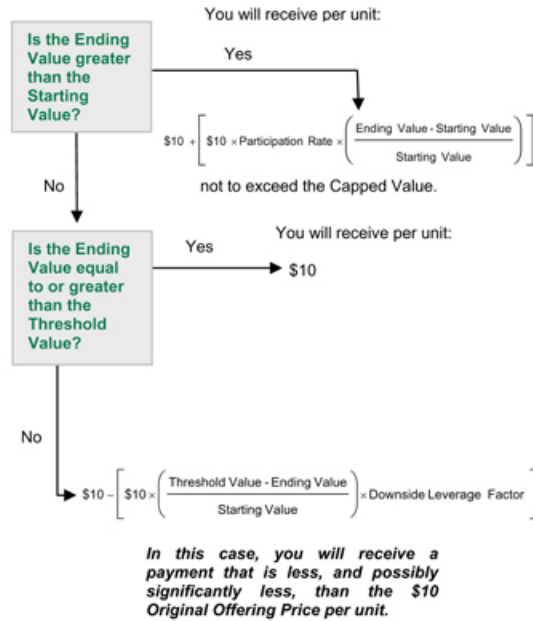 You will receive per unit:
Is the Ending
Value greater
than the
Starting
Value?
Yes
$10 + [ $10 × Participation Rate × ( Ending Value - Starting Value / Starting Value ) ]
not to exceed the Capped Value.
No
Is the Ending
Value equal
to or greater
than the
Threshold
Value?
Yes
You will receive per unit:
$10
No
$10 – [ $10 × ( Threshold Value - Ending Value / Starting Value ) × Downside Leverage Factor ]
In this case, you will receive a
payment that is less, and possibly
significantly less, than the $10
Original Offering Price per unit.